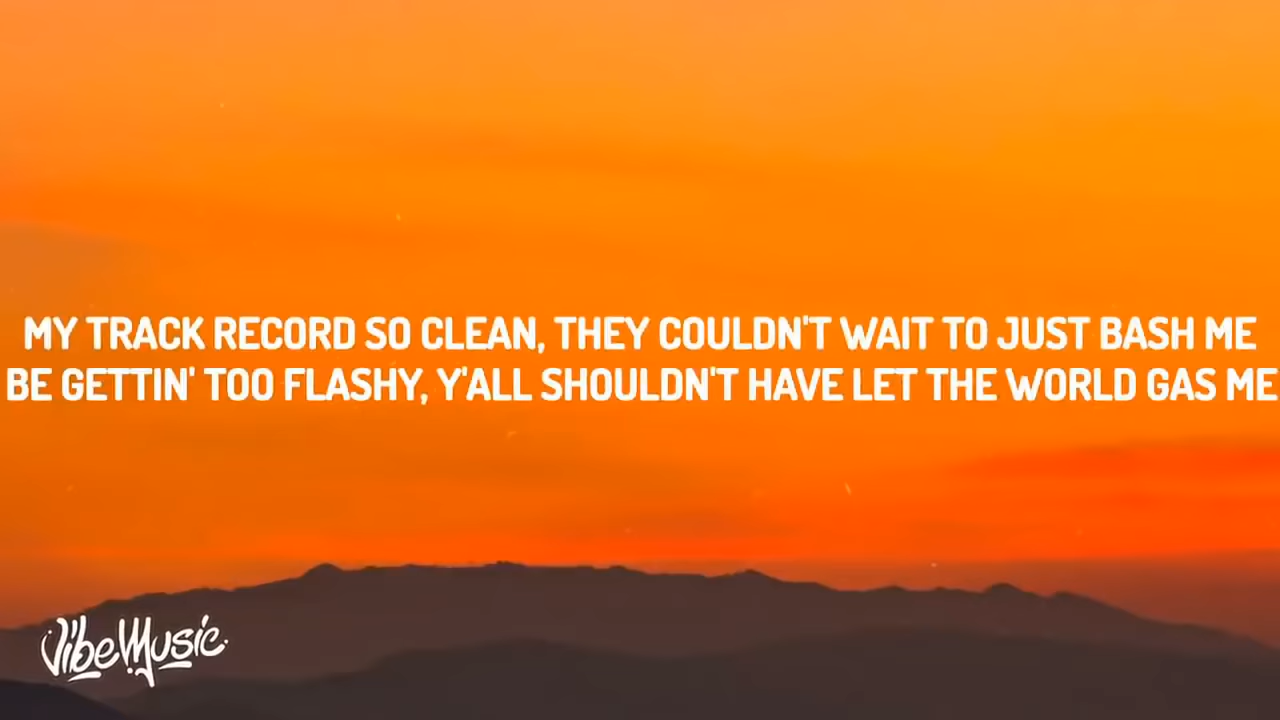 MY TRACK RECORD SO CLEAN, THEY COULDN'T WAIT TO JUST BASH ME
BE GETTIN' TOO FLASHY, Y'ALL SHOULDN'T HAVE LET THE WORLD GAS ME
VibeMusic